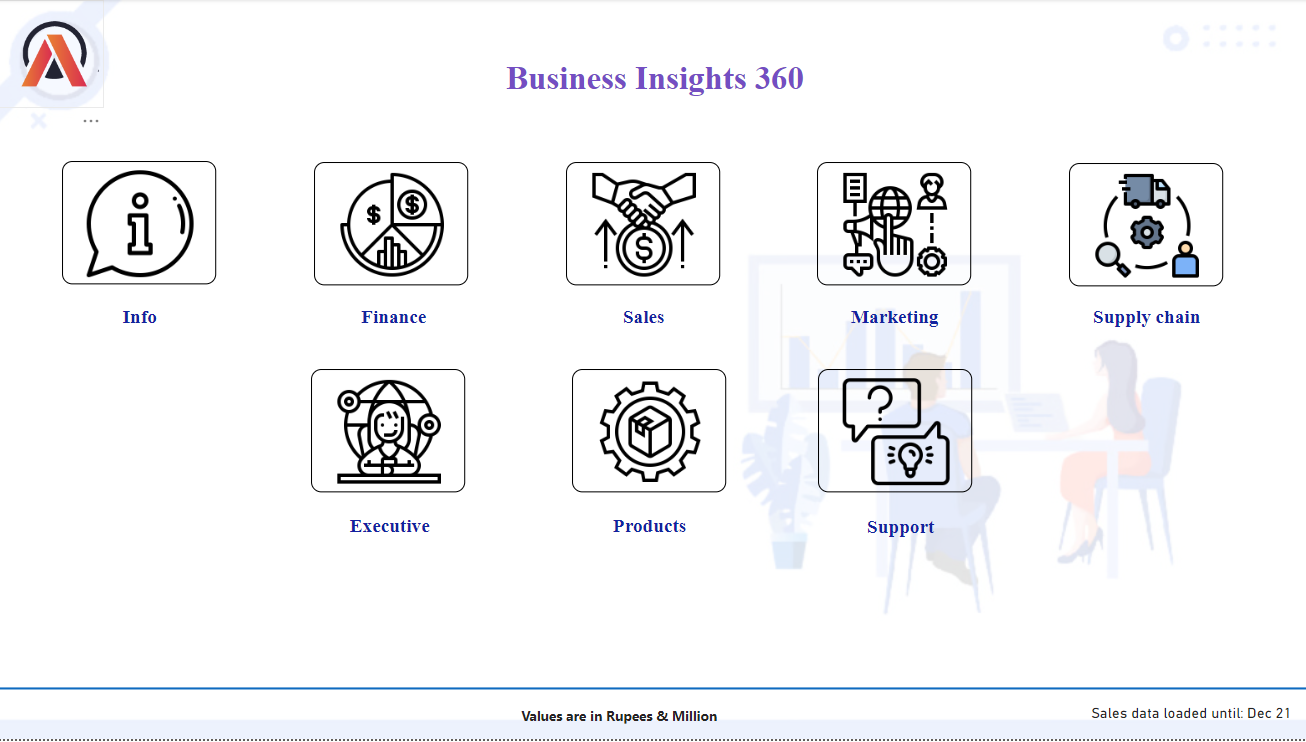 Business Insights 360
Info
Finance
Sales
Marketing
Supply chain
Executive
Products
Support
Values are in Rupees & Million
Sales data loaded until: Dec 21